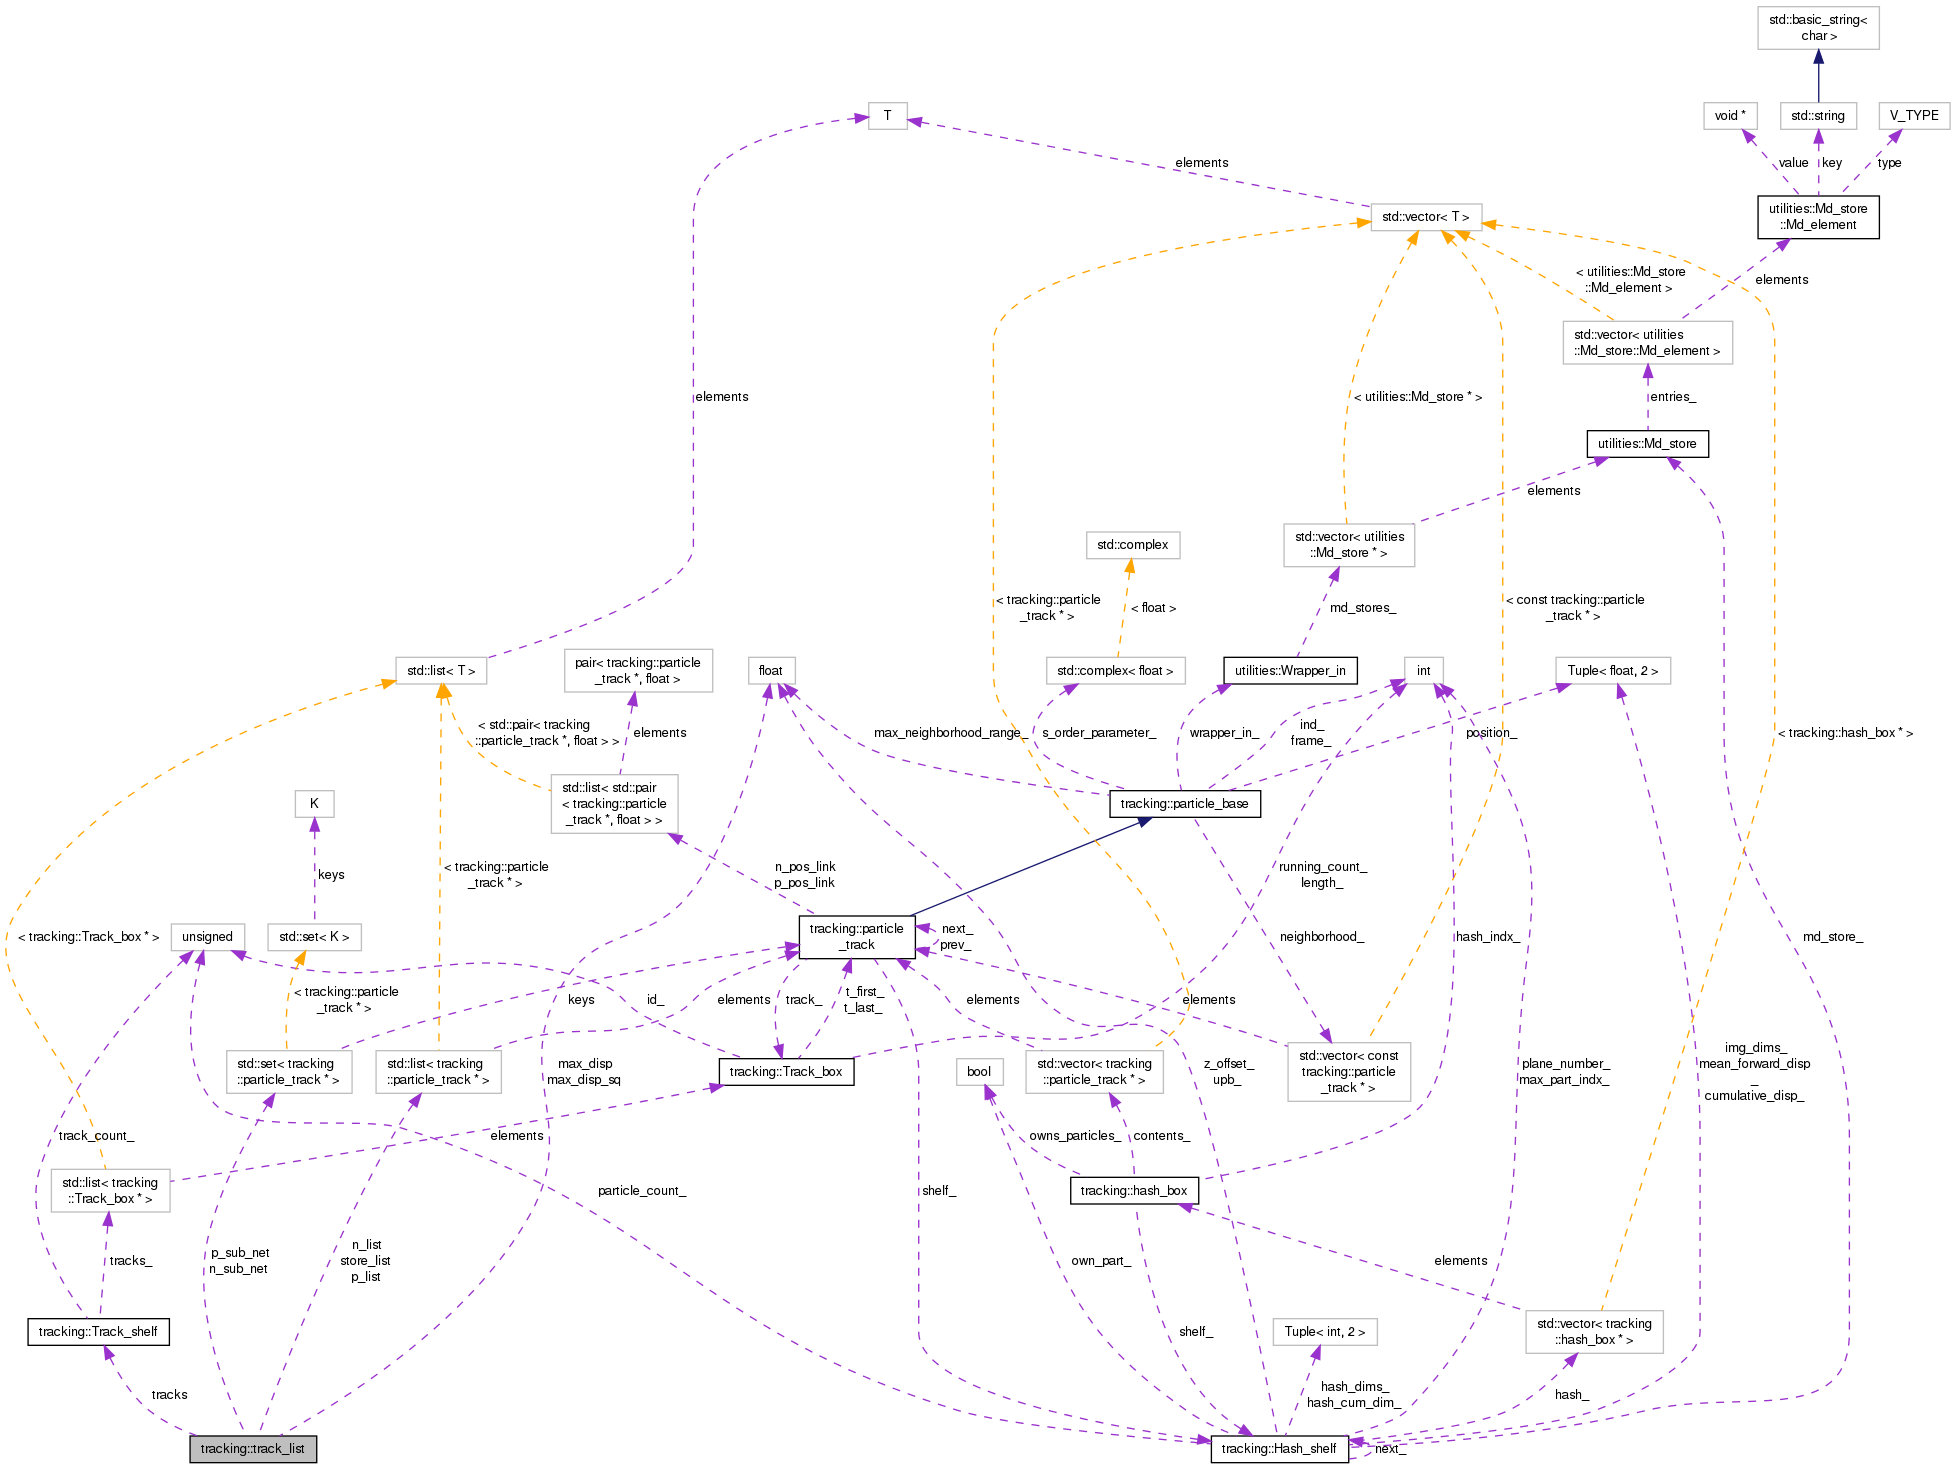 std::basic_string<
char >
T
void *
std::string
V_TYPE
elements
value
key
type
std::vector< T >
utilities::Md_store
::Md_element
< utilities::Md_store
::Md_element >
elements
std::vector< utilities
::Md_store::Md_element >
elements
< utilities::Md_store * >
entries_
utilities::Md_store
elements
std::complex
std::vector< utilities
::Md_store * >
< tracking::particle
_track * >
< float >
md_stores_
< const tracking::particle
_track * >
std::list< T >
pair< tracking::particle
_track *, float >
float
std::complex< float >
utilities::Wrapper_in
int
Tuple< float, 2 >
< std::pair< tracking
::particle_track *, float > >
elements
max_neighborhood_range_
s_order_parameter_
wrapper_in_
ind_
frame_
position_
< tracking::hash_box * >
K
std::list< std::pair
< tracking::particle
_track *, float > >
tracking::particle_base
keys
< tracking::particle
_track * >
n_pos_link
p_pos_link
running_count_
length_
< tracking::Track_box * >
unsigned
std::set< K >
tracking::particle
_track
next_
prev_
neighborhood_
hash_indx_
md_store_
< tracking::particle
_track * >
id_
keys
elements
track_
t_first_
t_last_
elements
elements
std::set< tracking
::particle_track * >
std::list< tracking
::particle_track * >
tracking::Track_box
max_disp
max_disp_sq
bool
std::vector< tracking
::particle_track * >
z_offset_
upb_
std::vector< const
tracking::particle
_track * >
plane_number_
max_part_indx_
img_dims_
mean_forward_disp
_
cumulative_disp_
track_count_
elements
owns_particles_
contents_
std::list< tracking
::Track_box * >
particle_count_
shelf_
tracking::hash_box
p_sub_net
n_sub_net
n_list
store_list
p_list
tracks_
own_part_
elements
tracking::Track_shelf
shelf_
Tuple< int, 2 >
std::vector< tracking
::hash_box * >
tracks
hash_dims_
hash_cum_dim_
hash_
tracking::track_list
tracking::Hash_shelf
next_